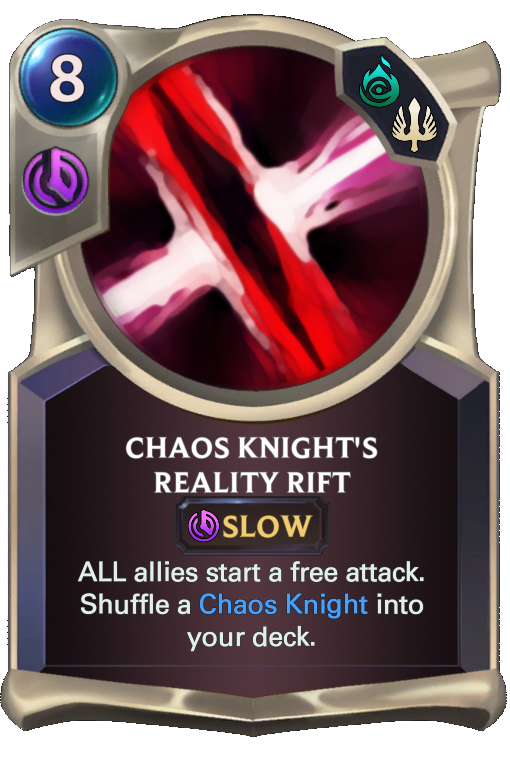 8
CHAOS KNIGHT'S
REALITY RIFT
SLOW
ALL allies start a free attack.
Shuffle a Chaos Knight into
your deck.